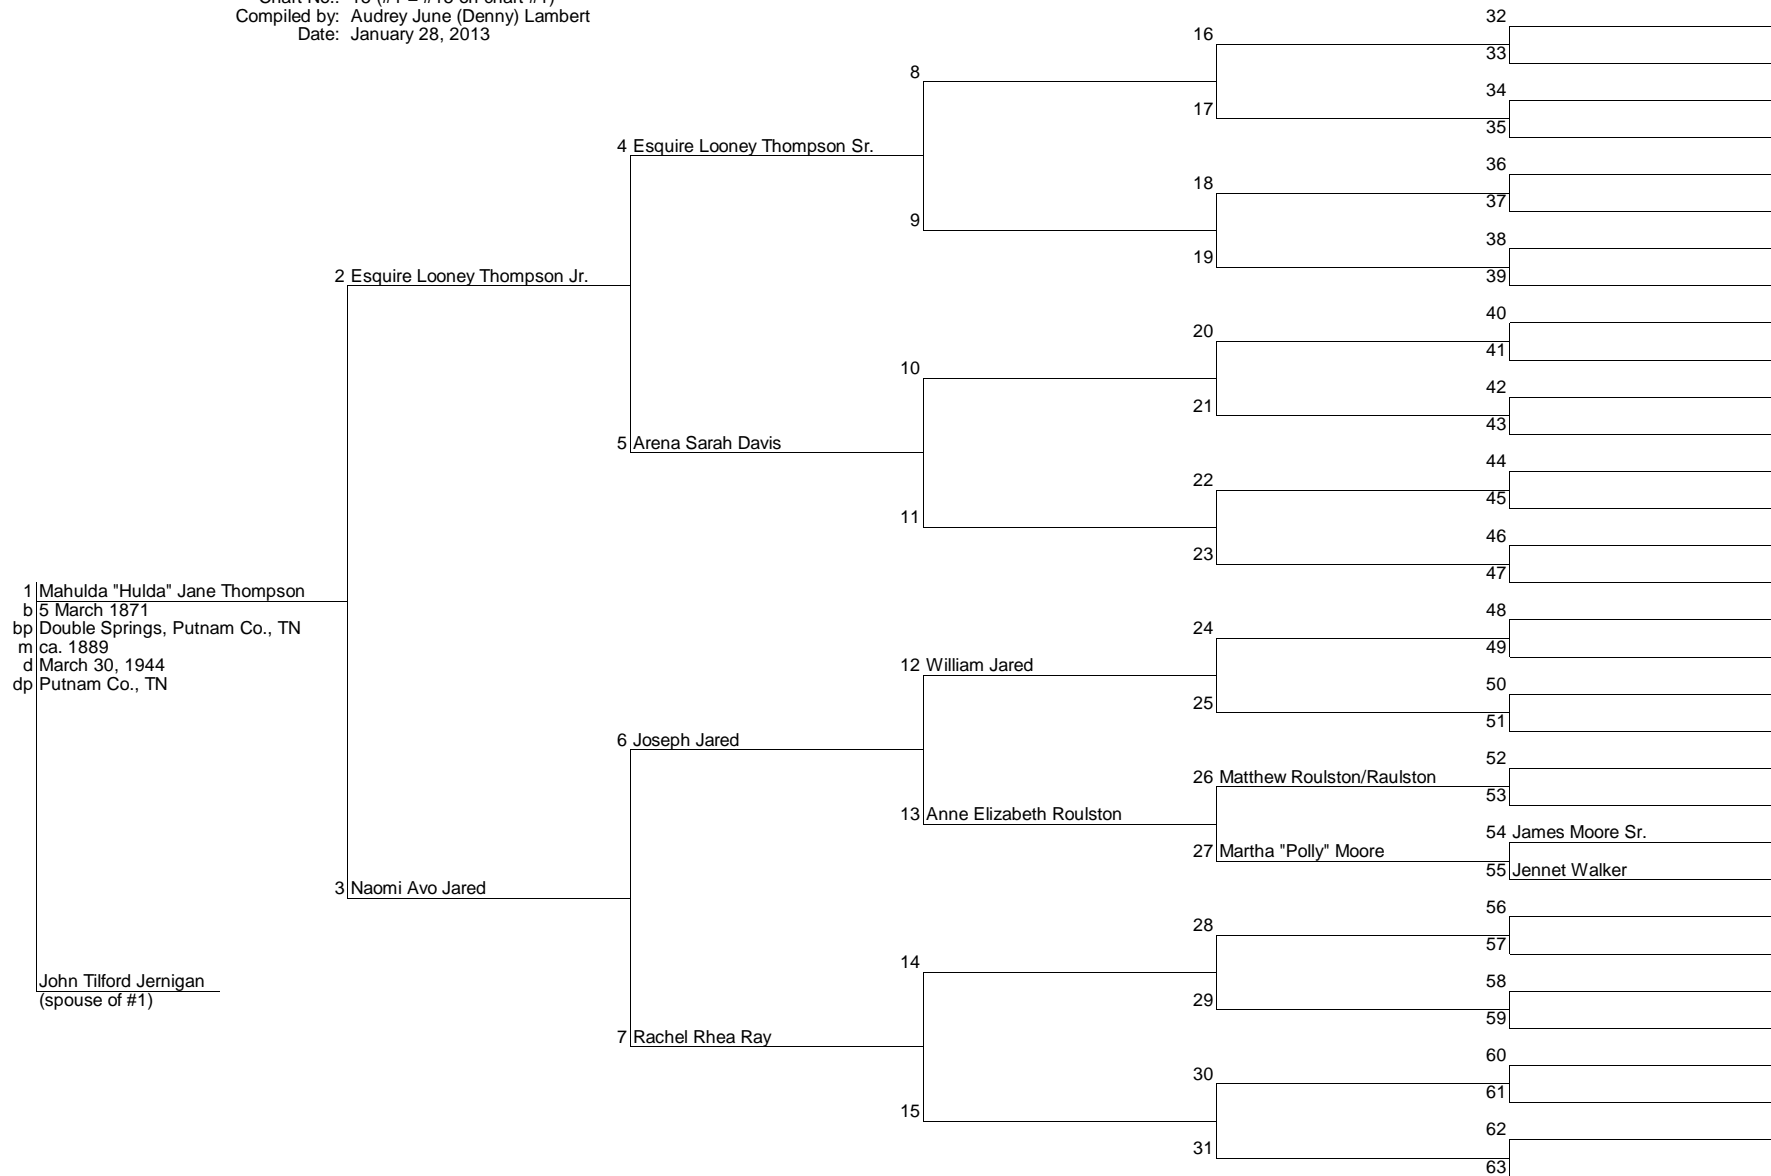 Compiled by: Audrey June (Denny) Lambert
Date: January 28, 2013
32
16
33
8
34
17
35
4 Esquire Looney Thompson Sr.
36
18
37
9
38
19
39
2 Esquire Looney Thompson Jr.
40
20
41
10
42
21
43
5 Arena Sarah Davis
44
22
45
11
46
23
47
1 Mahulda "Hulda" Jane Thompson
b 5 March 1871
bp Double Springs, Putnam Co., TN
m ca. 1889
d March 30, 1944
dp Putnam Co., TN
48
24
49
12 William Jared
50
25
51
6 Joseph Jared
52
26 Matthew Roulston/Raulston
53
13 Anne Elizabeth Roulston
54 James Moore Sr.
27 Martha "Polly" Moore
55 Jennet Walker
3 Naomi Avo Jared
56
28
57
14
58
29
59
John Tilford Jernigan
(spouse of #1)
7 Rachel Rhea Ray
60
30
61
15
62
31
63